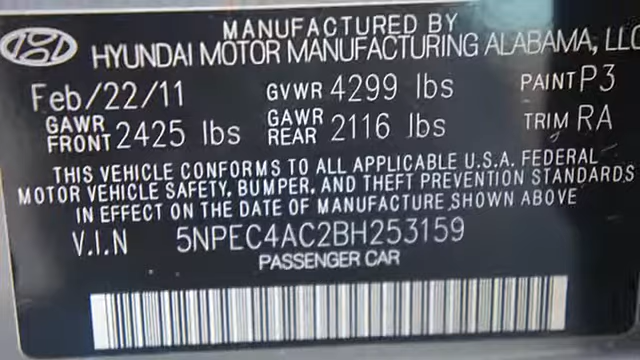 MANUFACTURED BY
HYUNDAI MOTOR MANUFACTURING ALABAMA, LLC
Feb/22/11 GVWR 4299 lbs PAINT P3
GAWR FRONT 2425 lbs GAWR REAR 2116 lbs TRIM RA
THIS VEHICLE CONFORMS TO ALL APPLICABLE U.S.A. FEDERAL
MOTOR VEHICLE SAFETY, BUMPER, AND THEFT PREVENTION STANDARDS
IN EFFECT ON THE DATE OF MANUFACTURE SHOWN ABOVE
V.I.N 5NPEC4AC2BH253159
PASSENGER CAR